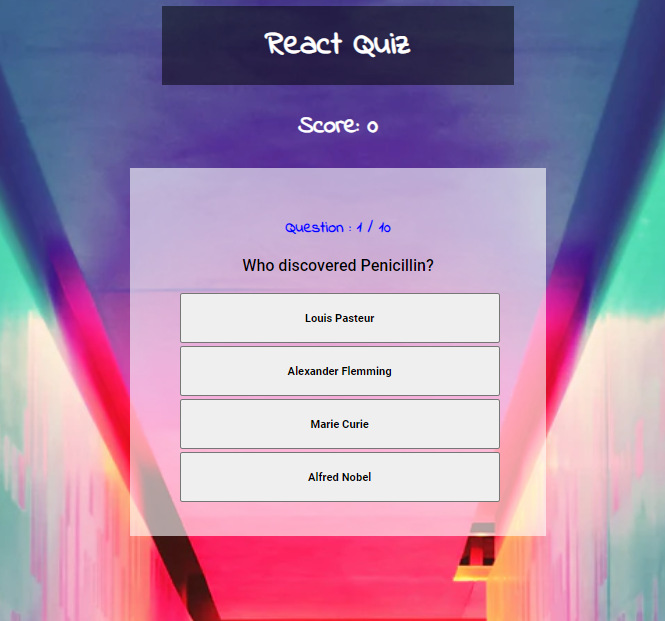 React Quiz
Score: 0
Question : 1 / 10
Who discovered Penicillin?
Louis Pasteur
Alexander Flemming
Marie Curie
Alfred Nobel